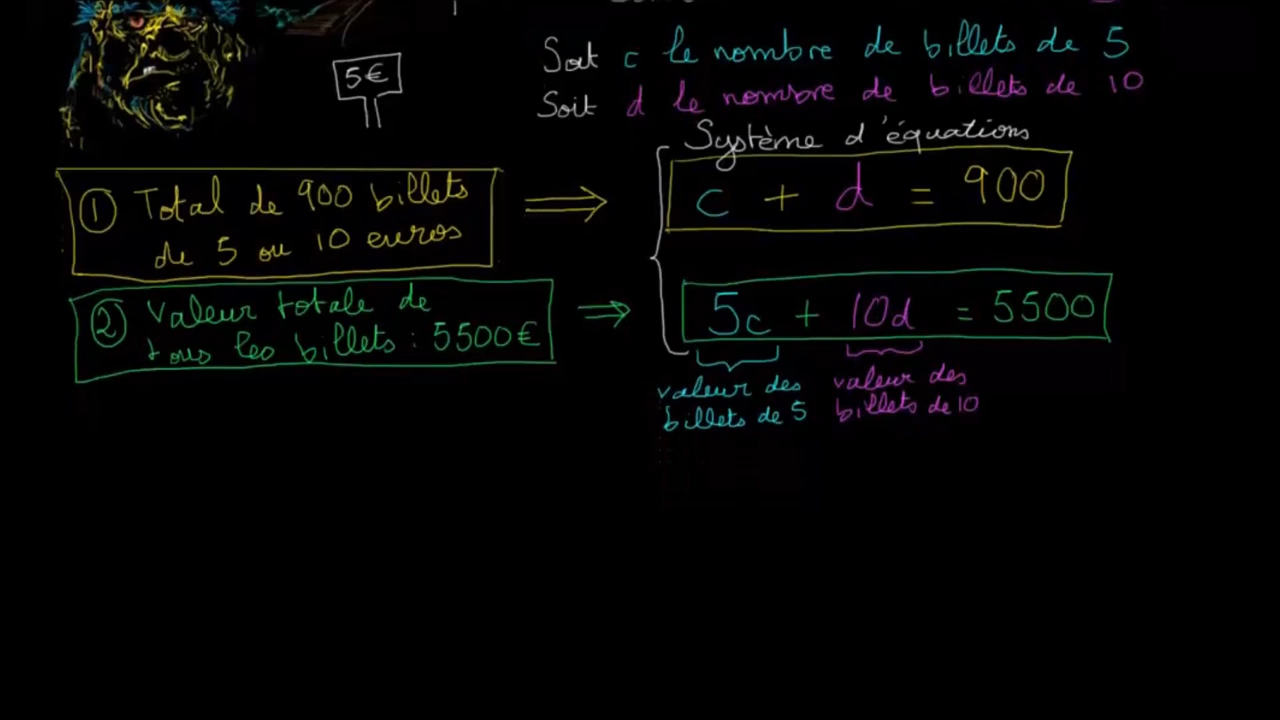 5€
Soit c le nombre de billets de 5
Soit d le nombre de billets de 10
Système d'équations
① Total de 900 billets
de 5 ou 10 euros
c + d = 900
② Valeur totale de
tous les billets : 5500€
5c + 10d = 5500
valeur des
billets de 5
valeur des
billets de 10